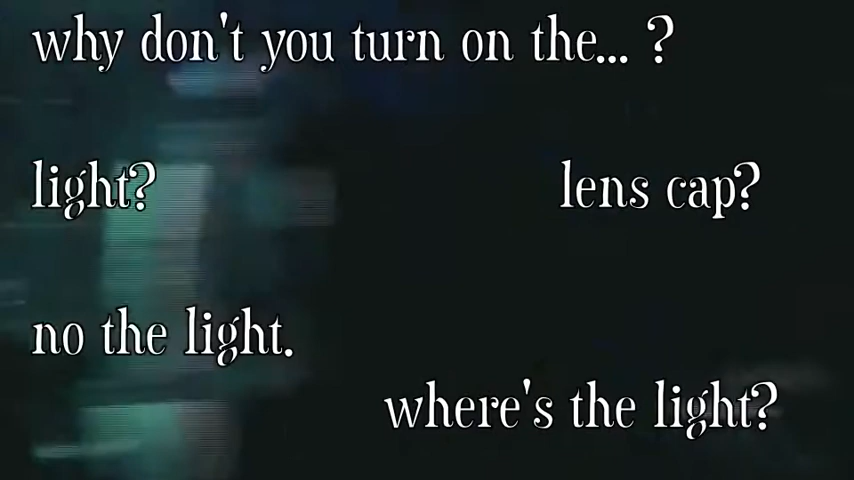 why don't you turn on the... ?
light?
lens cap?
no the light.
where's the light?